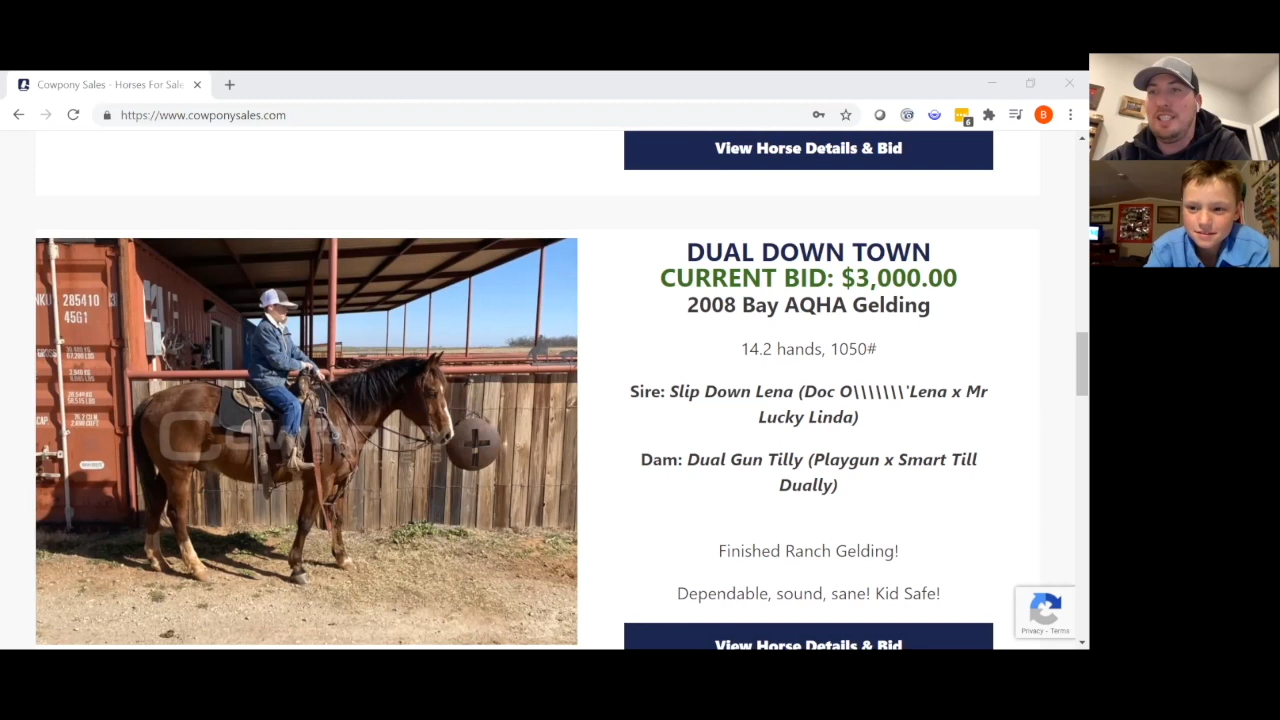 Cowpony Sales - Horses For Sale
https://www.cowponysales.com
6
B
View Horse Details & Bid
285410
45G1
DUAL DOWN TOWN
CURRENT BID: $3,000.00
2008 Bay AQHA Gelding
14.2 hands, 1050#
Sire: Slip Down Lena (Doc O\\\\\\\'Lena x Mr
Lucky Linda)
Dam: Dual Gun Tilly (Playgun x Smart Till
Dually)
Finished Ranch Gelding!
Dependable, sound, sane! Kid Safe!
View Horse Details & Bid
Privacy - Terms